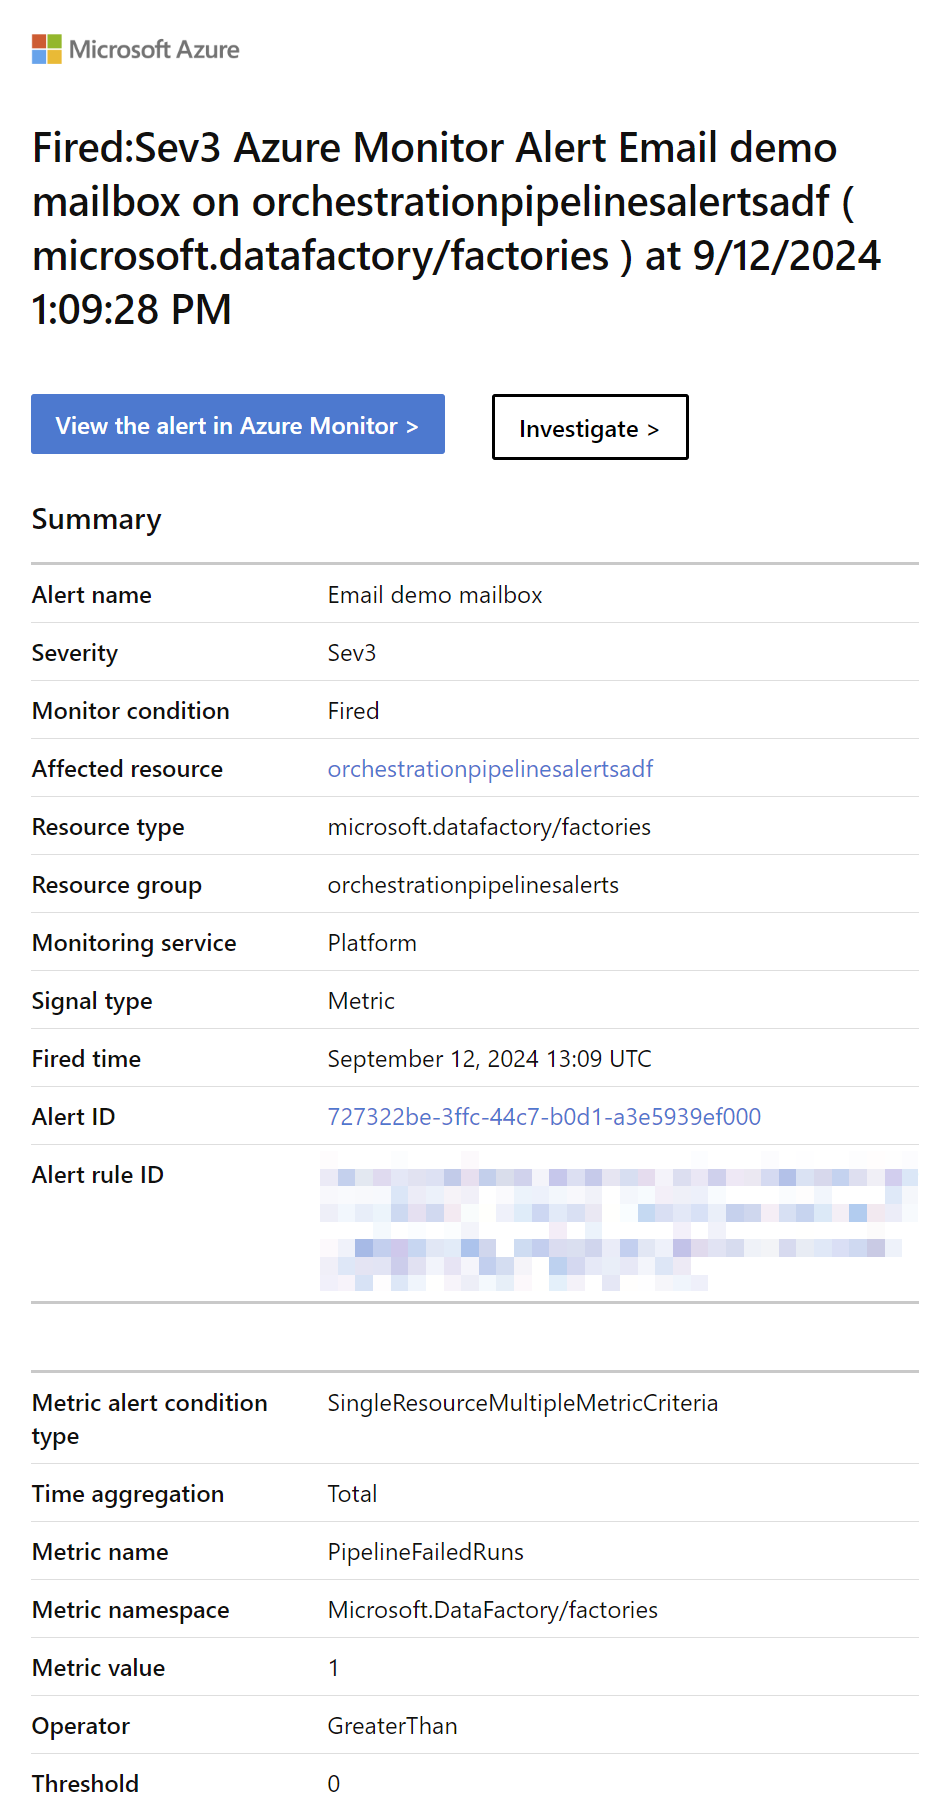 Microsoft Azure
Fired:Sev3 Azure Monitor Alert Email demo
mailbox on orchestrationpipelinesalertsadf (
microsoft.datafactory/factories ) at 9/12/2024
1:09:28 PM
View the alert in Azure Monitor >
Investigate >
Summary
Alert name Email demo mailbox
Severity Sev3
Monitor condition Fired
Affected resource orchestrationpipelinesalertsadf
Resource type microsoft.datafactory/factories
Resource group orchestrationpipelinesalerts
Monitoring service Platform
Signal type Metric
Fired time September 12, 2024 13:09 UTC
Alert ID 727322be-3ffc-44c7-b0d1-a3e5939ef000
Alert rule ID
Metric alert condition SingleResourceMultipleMetricCriteria
type
Time aggregation Total
Metric name PipelineFailedRuns
Metric namespace Microsoft.DataFactory/factories
Metric value 1
Operator GreaterThan
Threshold 0